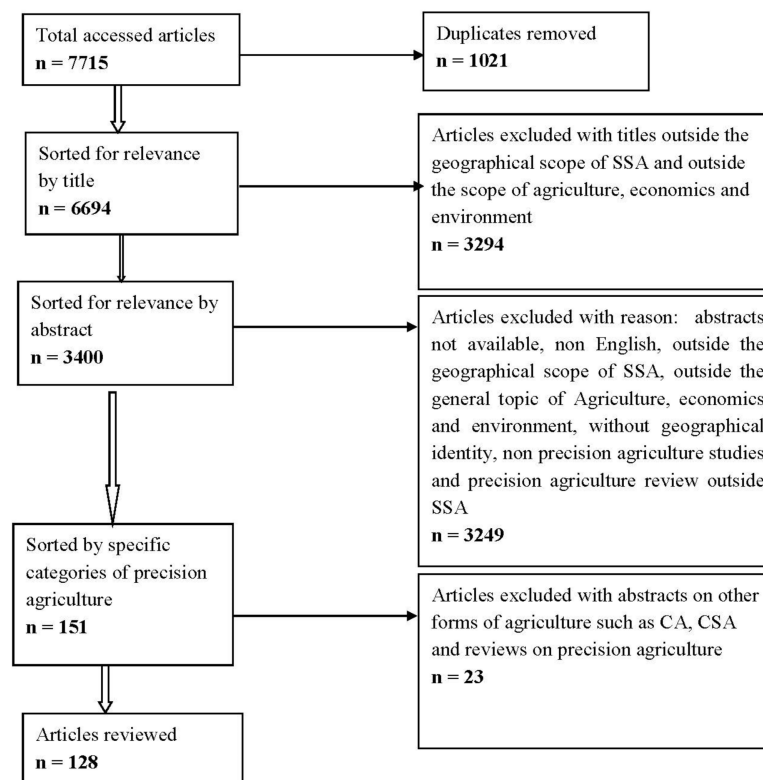 Total accessed articles
n = 7715
Duplicates removed
n = 1021
Sorted for relevance
by title
n = 6694
Articles excluded with titles outside the
geographical scope of SSA and outside
the scope of agriculture, economics and
environment
n = 3294
Sorted for relevance by
abstract
n = 3400
Articles excluded with reason: abstracts
not available, non English, outside the
geographical scope of SSA, outside the
general topic of Agriculture, economics
and environment, without geographical
identity, non precision agriculture studies
and precision agriculture review outside
SSA
n = 3249
Sorted by specific
categories of precision
agriculture
n = 151
Articles excluded with abstracts on other
forms of agriculture such as CA, CSA
and reviews on precision agriculture
n = 23
Articles reviewed
n = 128